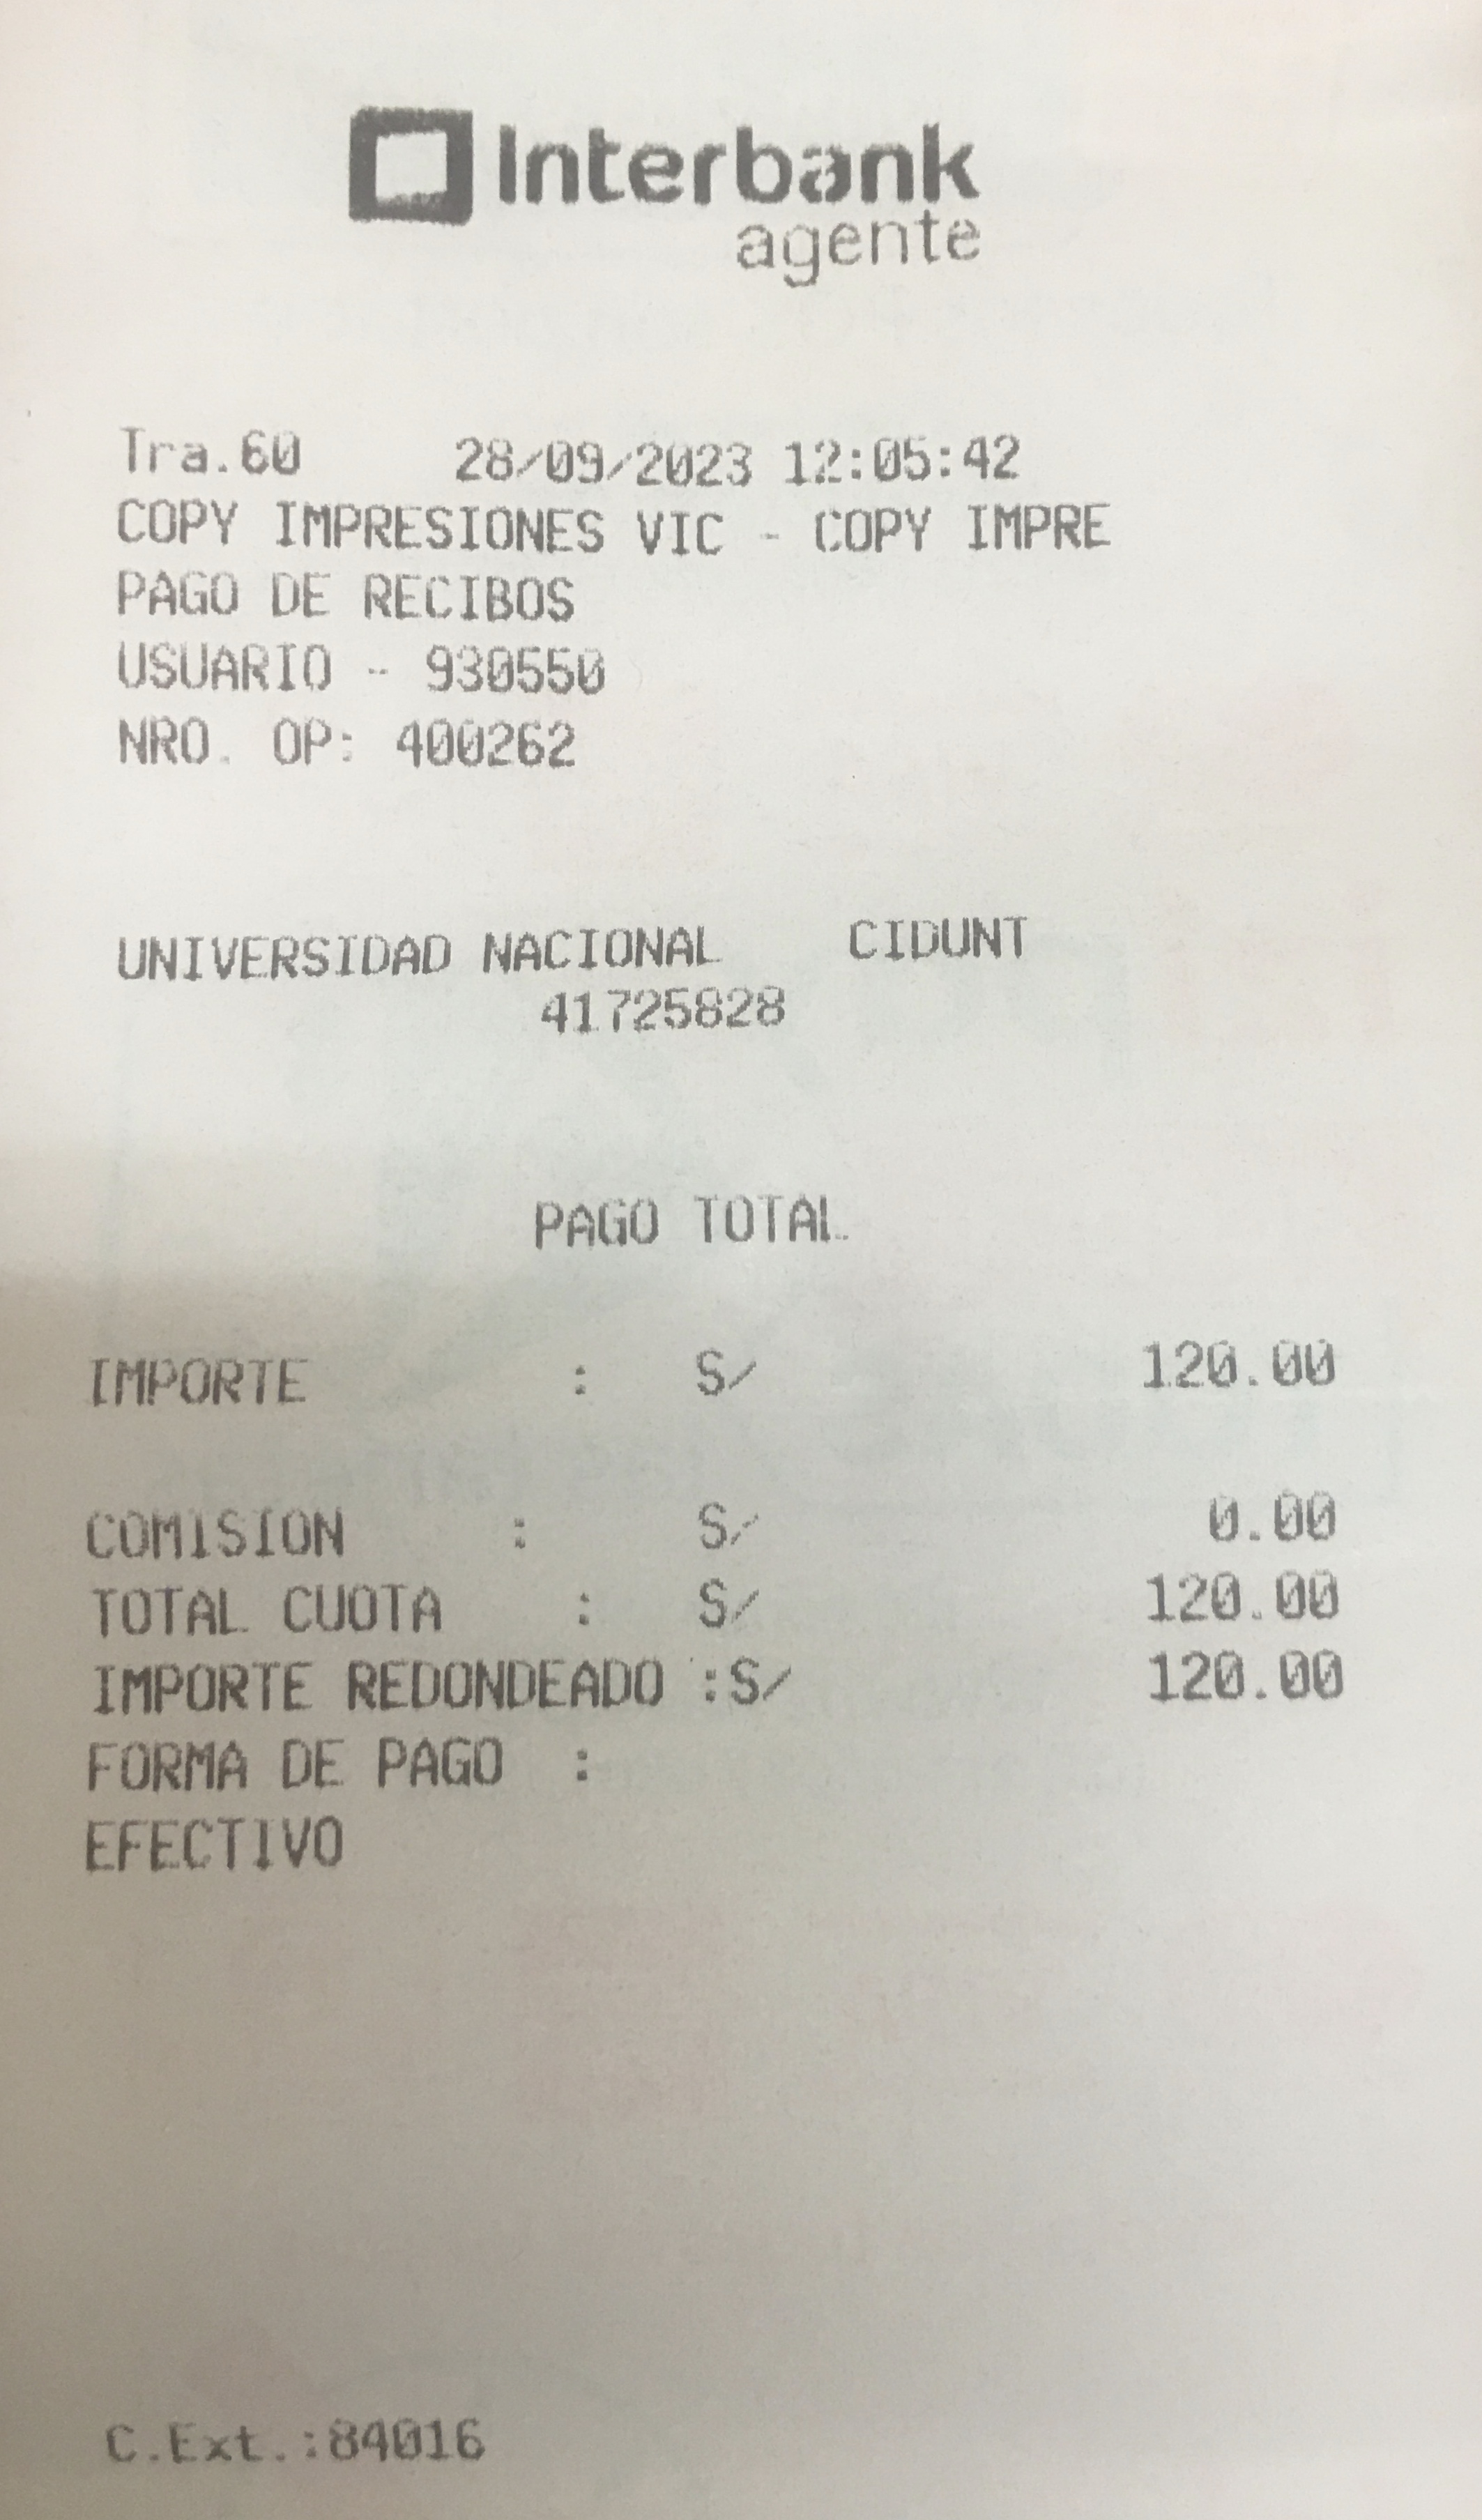 Interbank
agente
Tra.60 28/09/2023 12:05:42
COPY IMPRESIONES VIC - COPY IMPRE
PAGO DE RECIBOS
USUARIO - 930550
NRO. OP: 400262
UNIVERSIDAD NACIONAL CIDUNT
41725828
PAGO TOTAL
IMPORTE : S/ 120.00
COMISION : S/ 0.00
TOTAL CUOTA : S/ 120.00
IMPORTE REDONDEADO :S/ 120.00
FORMA DE PAGO :
EFECTIVO
C.Ext.:84016